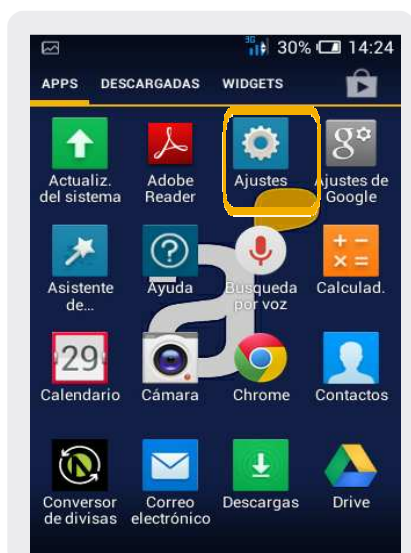 3G 30% 14:24
APPS DESCARGADAS WIDGETS
Actualiz. del sistema
Adobe Reader
Ajustes
Ajustes de Google
Asistente de...
Ayuda
Búsqueda por voz
Calculad.
29
Calendario
Cámara
Chrome
Contactos
Conversor de divisas
Correo electrónico
Descargas
Drive